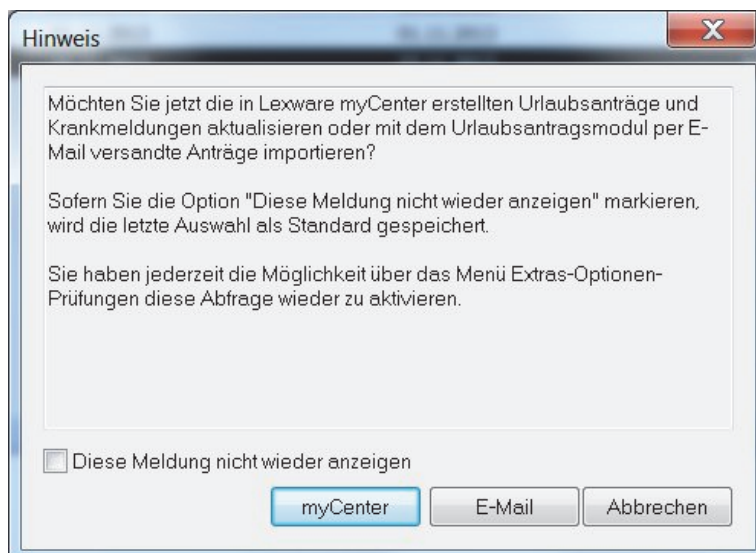 Hinweis
Möchten Sie jetzt die in Lexware myCenter erstellten Urlaubsanträge und
Krankmeldungen aktualisieren oder mit dem Urlaubsantragsmodul per E-
Mail versandte Anträge importieren?
Sofern Sie die Option "Diese Meldung nicht wieder anzeigen" markieren,
wird die letzte Auswahl als Standard gespeichert.
Sie haben jederzeit die Möglichkeit über das Menü Extras-Optionen-
Prüfungen diese Abfrage wieder zu aktivieren.
Diese Meldung nicht wieder anzeigen
myCenter E-Mail Abbrechen